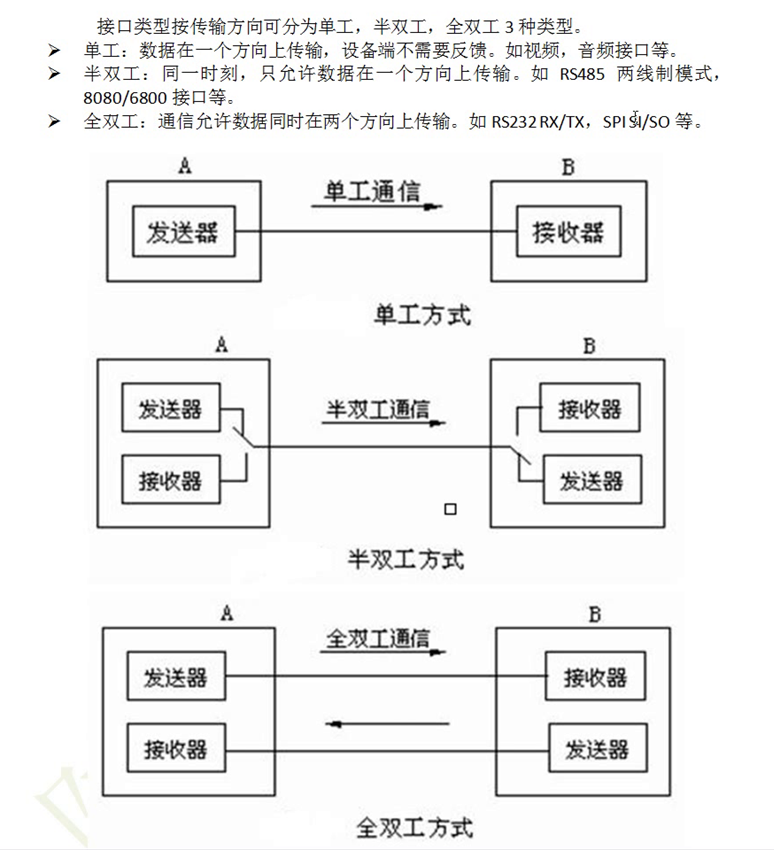 接口类型按传输方向可分为单工，半双工，全双工 3 种类型。
➢ 单工：数据在一个方向上传输，设备端不需要反馈。如视频，音频接口等。
➢ 半双工：同一时刻，只允许数据在一个方向上传输。如 RS485 两线制模式，
8080/6800 接口等。
➢ 全双工：通信允许数据同时在两个方向上传输。如 RS232 RX/TX，SPI SI/SO 等。
A B
单工通信
发送器 接收器
单工方式
A B
发送器 半双工通信 接收器
接收器 发送器
半双工方式
A B
全双工通信
发送器 接收器
接收器 发送器
全双工方式